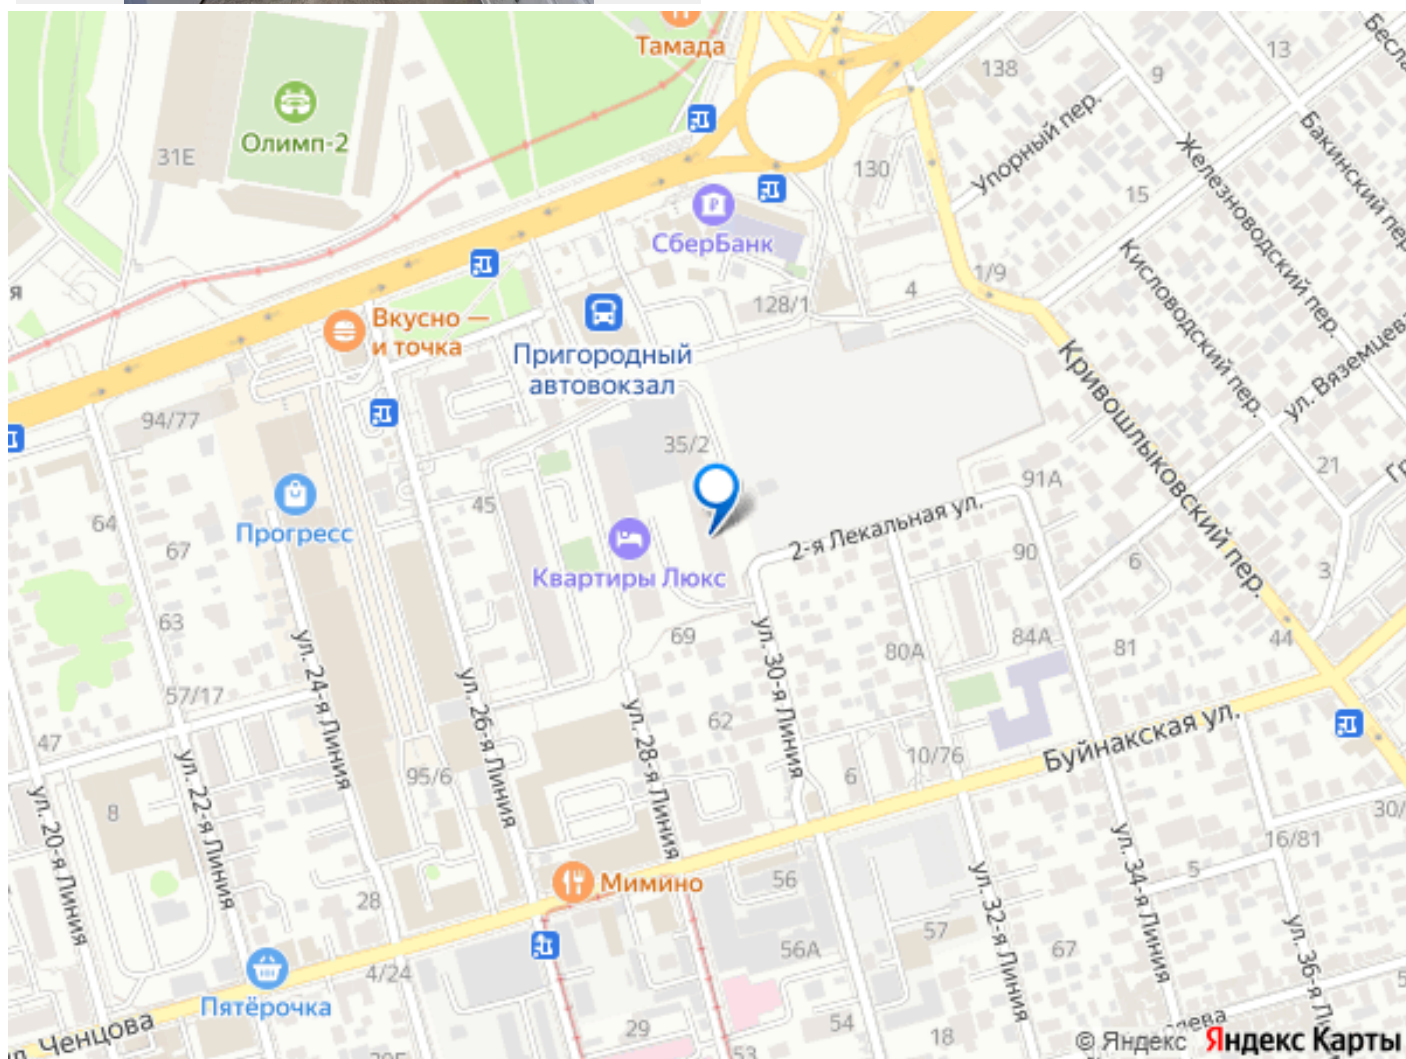 Тамада
13
Бесла
138
9
Бакинский пер.
Упорный пер.
Железноводский пер.
31Е
Олимп-2
130
15
СберБанк
Кисловодский пер.
я
1/9
4
128/1
Вкусно —
и точка
Пригородный
автовокзал
ул. Вяземцева
Кривошлыковский пер.
94/77
35/2
21
91А
Прогресс
45
64
67
2-я Лекальная ул.
90
6
3
Квартиры Люкс
63
69
ул. 30-я Линия
80А
84А
81
44
57/17
ул. 24-я Линия
ул. 26-я Линия
ул. 28-я Линия
62
47
10/76
Буйнакская ул.
95/6
6
8
ул. 22-я Линия
ул. 20-я Линия
30/
16/81
5
Мимино
56
28
ул. 32-я Линия
ул. 34-я Линия
ул. 36-я Л
57
67
56А
4/24
Пятёрочка
л. Ченцова
29
54
18
53
© Яндекс Яндекс Карты